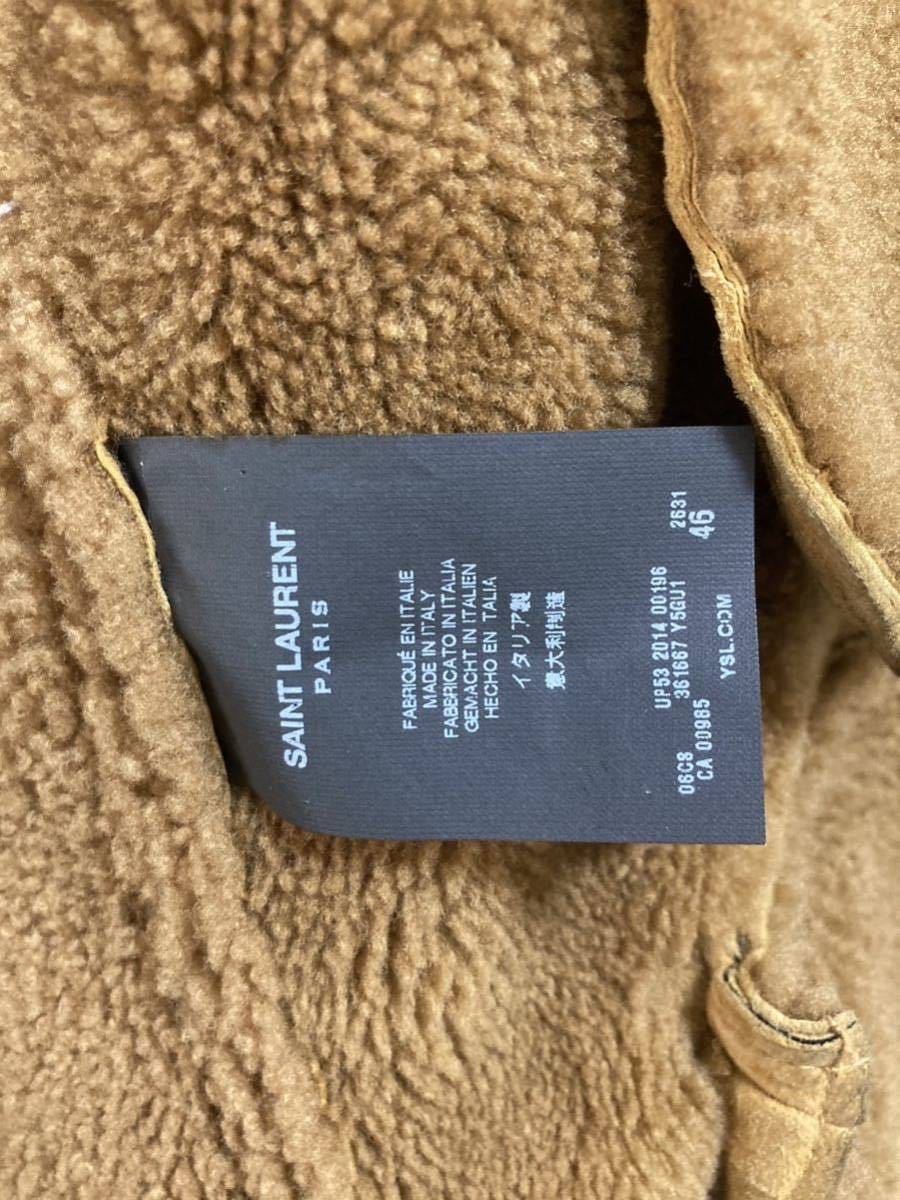 SAINT LAURENT
PARIS
FABRIQUÉ EN ITALIE
MADE IN ITALY
FABBRICATO IN ITALIA
GEMACHT IN ITALIEN
HECHO EN ITALIA
イタリア製
意大利制造
UP53 2014 00196 2631
361667 Y5GU1 46
06C8
CA 00985
YSL.COM